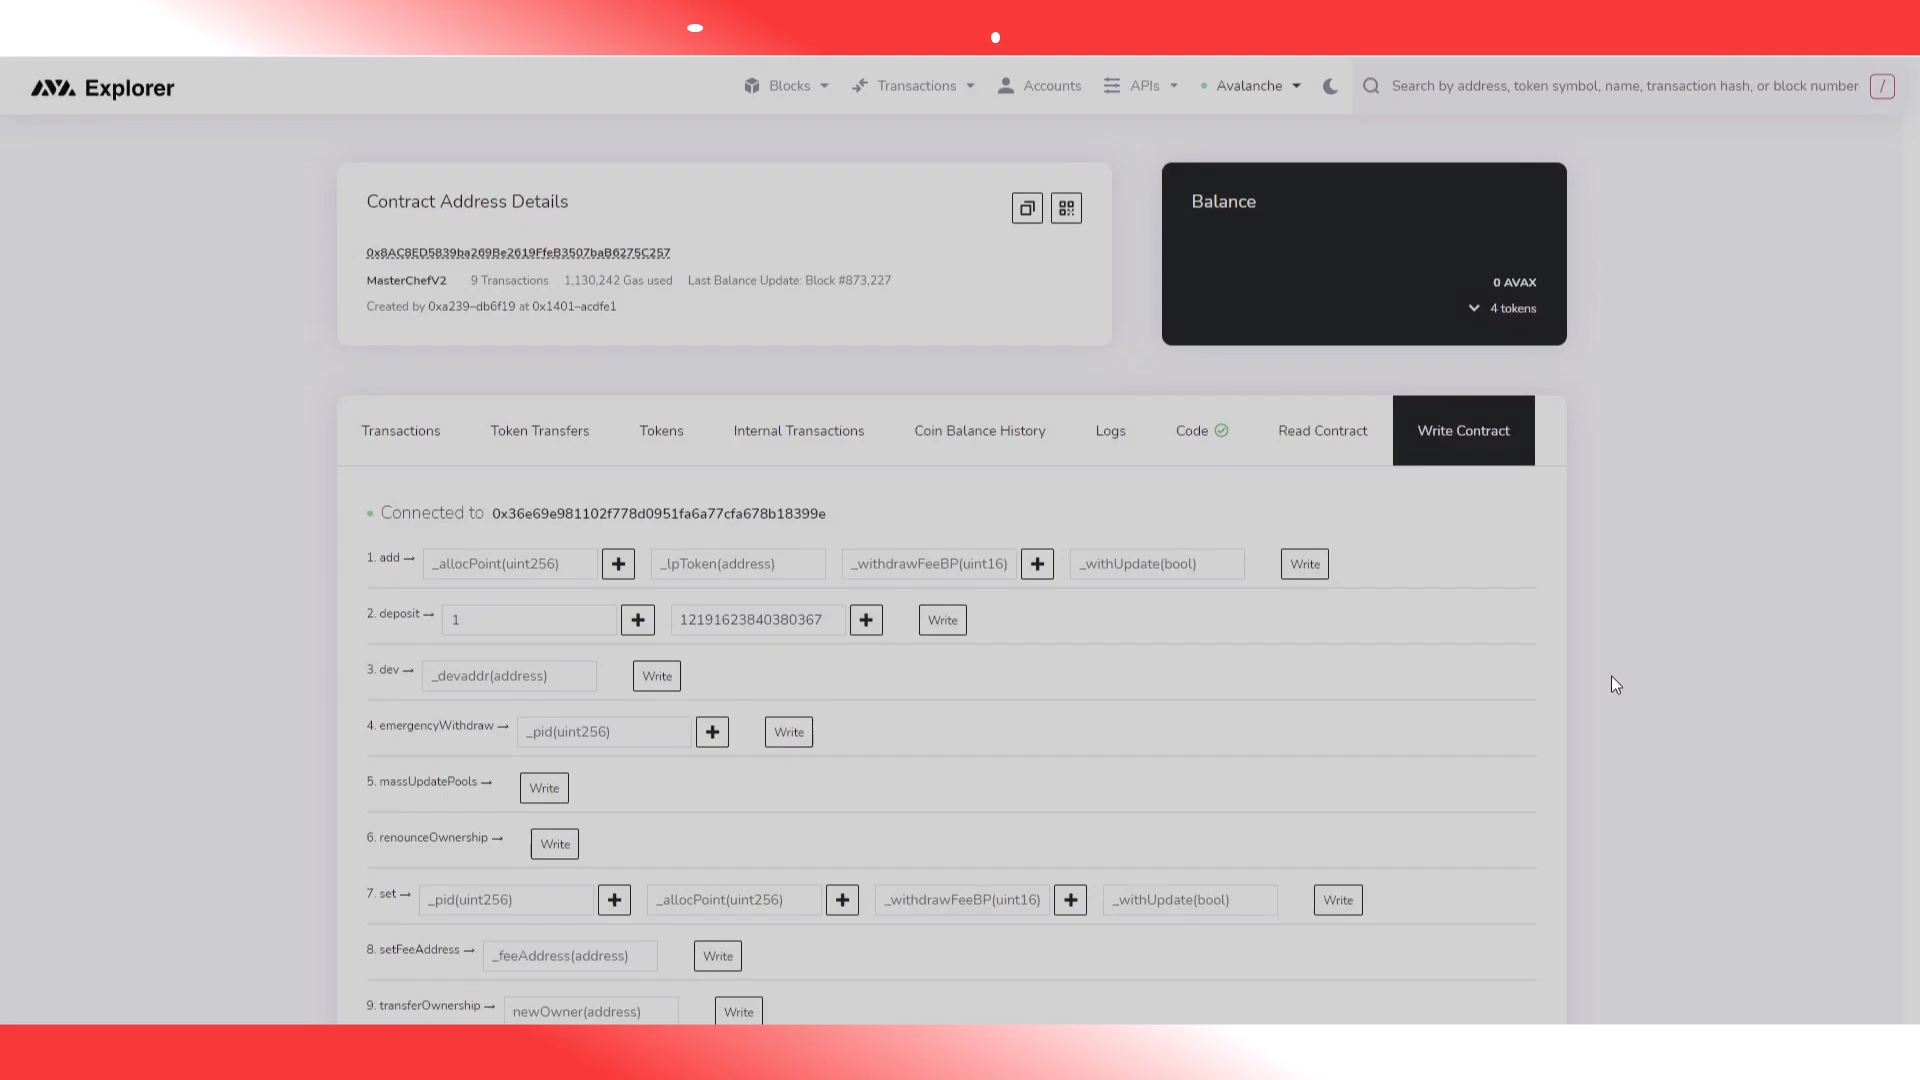 AVA Explorer
Blocks
Transactions
Accounts
APIs
Avalanche
Search by address, token symbol, name, transaction hash, or block number
/
Contract Address Details
0x8AC8ED5839ba269Be2619FfeB3507baB6275C257
MasterChefV2 9 Transactions 1,130,242 Gas used Last Balance Update: Block #873,227
Created by 0xa239–db6f19 at 0x1401–acdfe1
Balance
0 AVAX
4 tokens
Transactions Token Transfers Tokens Internal Transactions Coin Balance History Logs Code Read Contract Write Contract
Connected to 0x36e69e981102f778d0951fa6a77cfa678b18399e
1. add → _allocPoint(uint256) + _lpToken(address) _withdrawFeeBP(uint16) + _withUpdate(bool) Write
2. deposit → 1 + 12191623840380367 + Write
3. dev → _devaddr(address) Write
4. emergencyWithdraw → _pid(uint256) + Write
5. massUpdatePools → Write
6. renounceOwnership → Write
7. set → _pid(uint256) + _allocPoint(uint256) + _withdrawFeeBP(uint16) + _withUpdate(bool) Write
8. setFeeAddress → _feeAddress(address) Write
9. transferOwnership → newOwner(address) Write